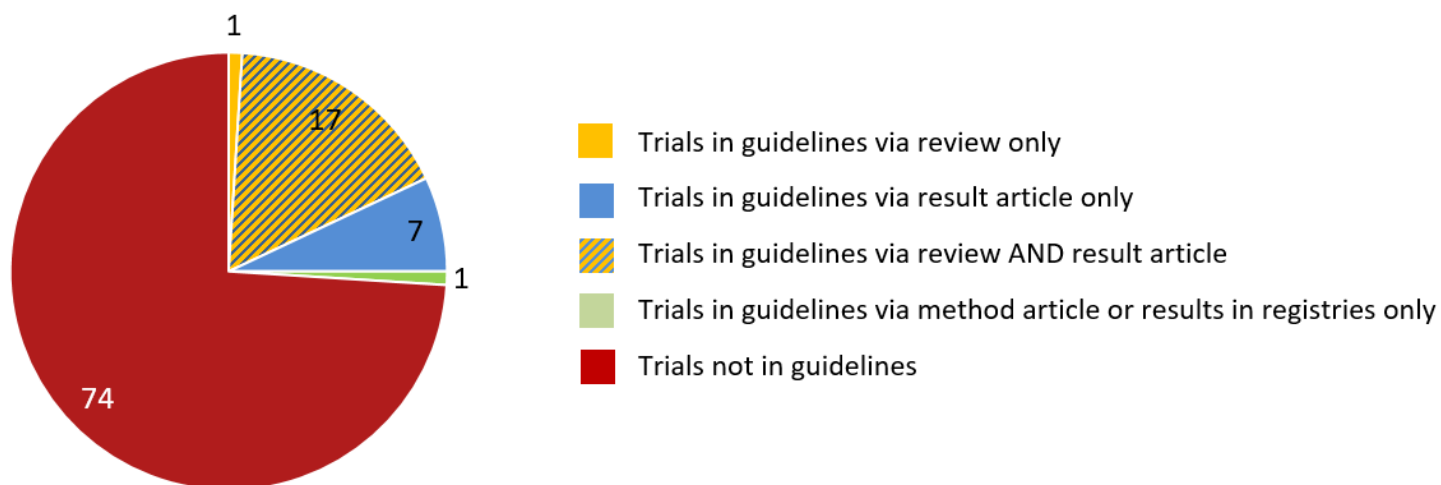 1
17
7
1
74
Trials in guidelines via review only
Trials in guidelines via result article only
Trials in guidelines via review AND result article
Trials in guidelines via method article or results in registries only
Trials not in guidelines